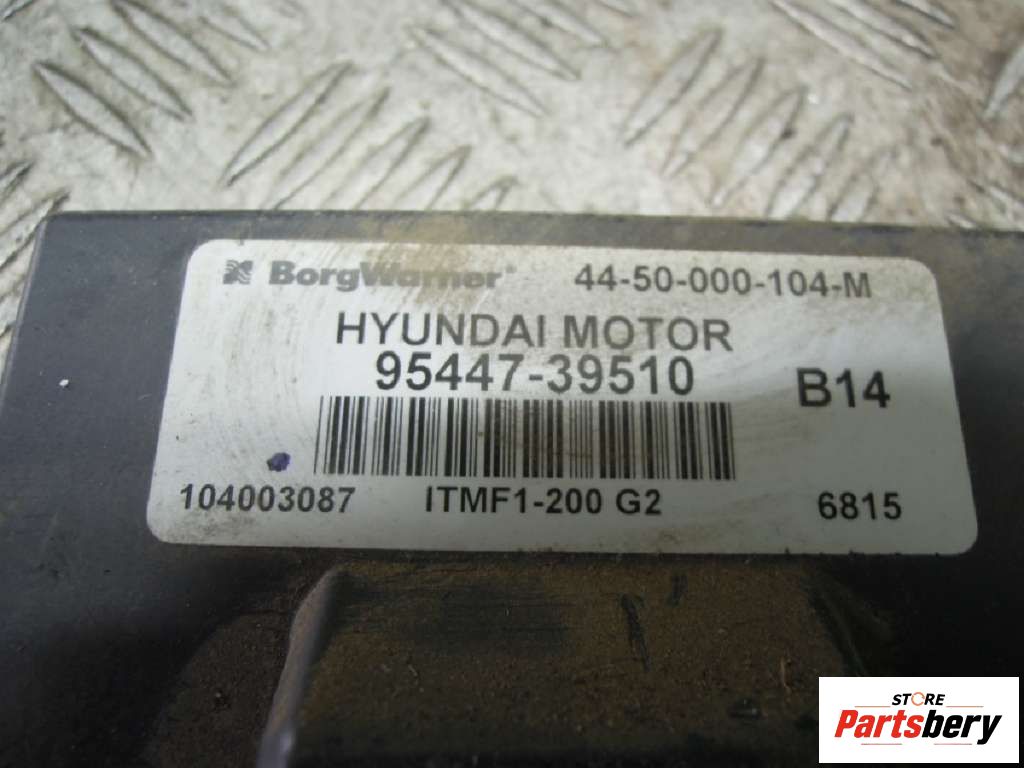 BorgWarner 44-50-000-104-M
HYUNDAI MOTOR
95447-39510 B14
104003087 ITMF1-200 G2 6815
STORE
Partsbery